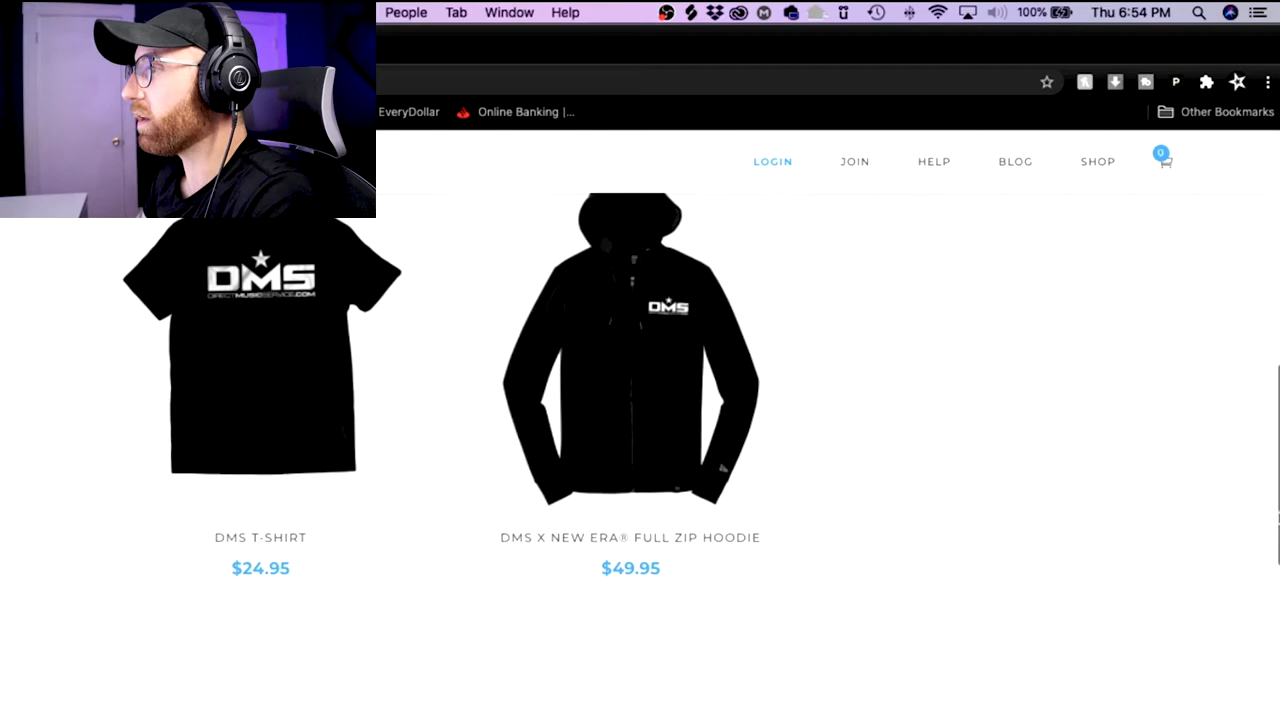 People Tab Window Help 100% Thu 6:54 PM
P
EveryDollar Online Banking |... Other Bookmarks
LOGIN JOIN HELP BLOG SHOP 0
DMS
DIRECTMUSICSERVICE.COM
DMS
DMS T-SHIRT
$24.95
DMS X NEW ERA® FULL ZIP HOODIE
$49.95